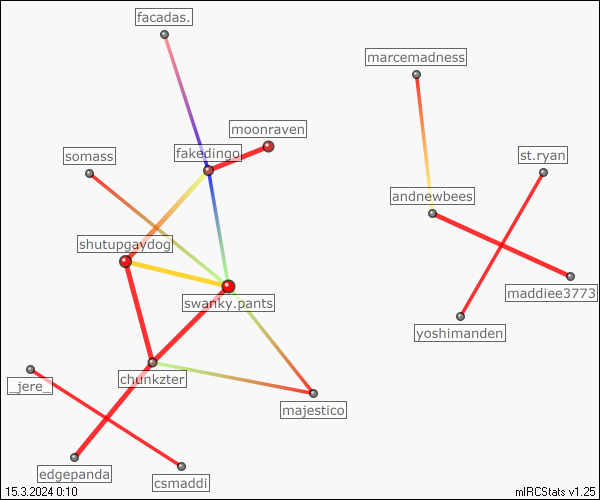 facadas.
marcemadness
moonraven
fakedingo
somass
st.ryan
andnewbees
shutupgaydog
maddiee3773
swanky.pants
yoshimanden
chunkzter
_jere_
majestico
edgepanda
csmaddi
15.3.2024 0:10
mIRCStats v1.25